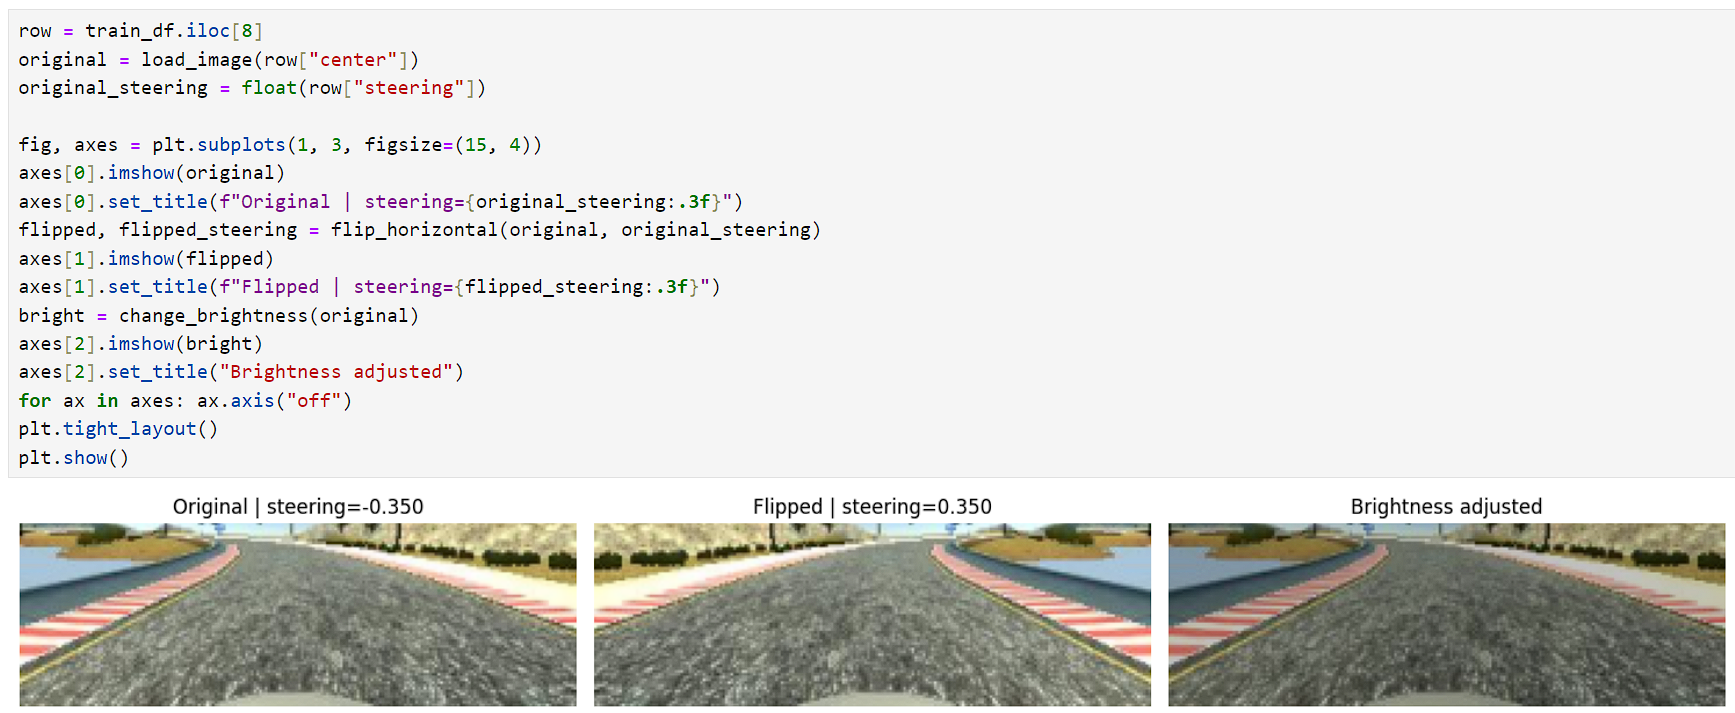 row = train_df.iloc[8]
original = load_image(row["center"])
original_steering = float(row["steering"])

fig, axes = plt.subplots(1, 3, figsize=(15, 4))
axes[0].imshow(original)
axes[0].set_title(f"Original | steering={original_steering:.3f}")
flipped, flipped_steering = flip_horizontal(original, original_steering)
axes[1].imshow(flipped)
axes[1].set_title(f"Flipped | steering={flipped_steering:.3f}")
bright = change_brightness(original)
axes[2].imshow(bright)
axes[2].set_title("Brightness adjusted")
for ax in axes: ax.axis("off")
plt.tight_layout()
plt.show()
Original | steering=-0.350
Flipped | steering=0.350
Brightness adjusted